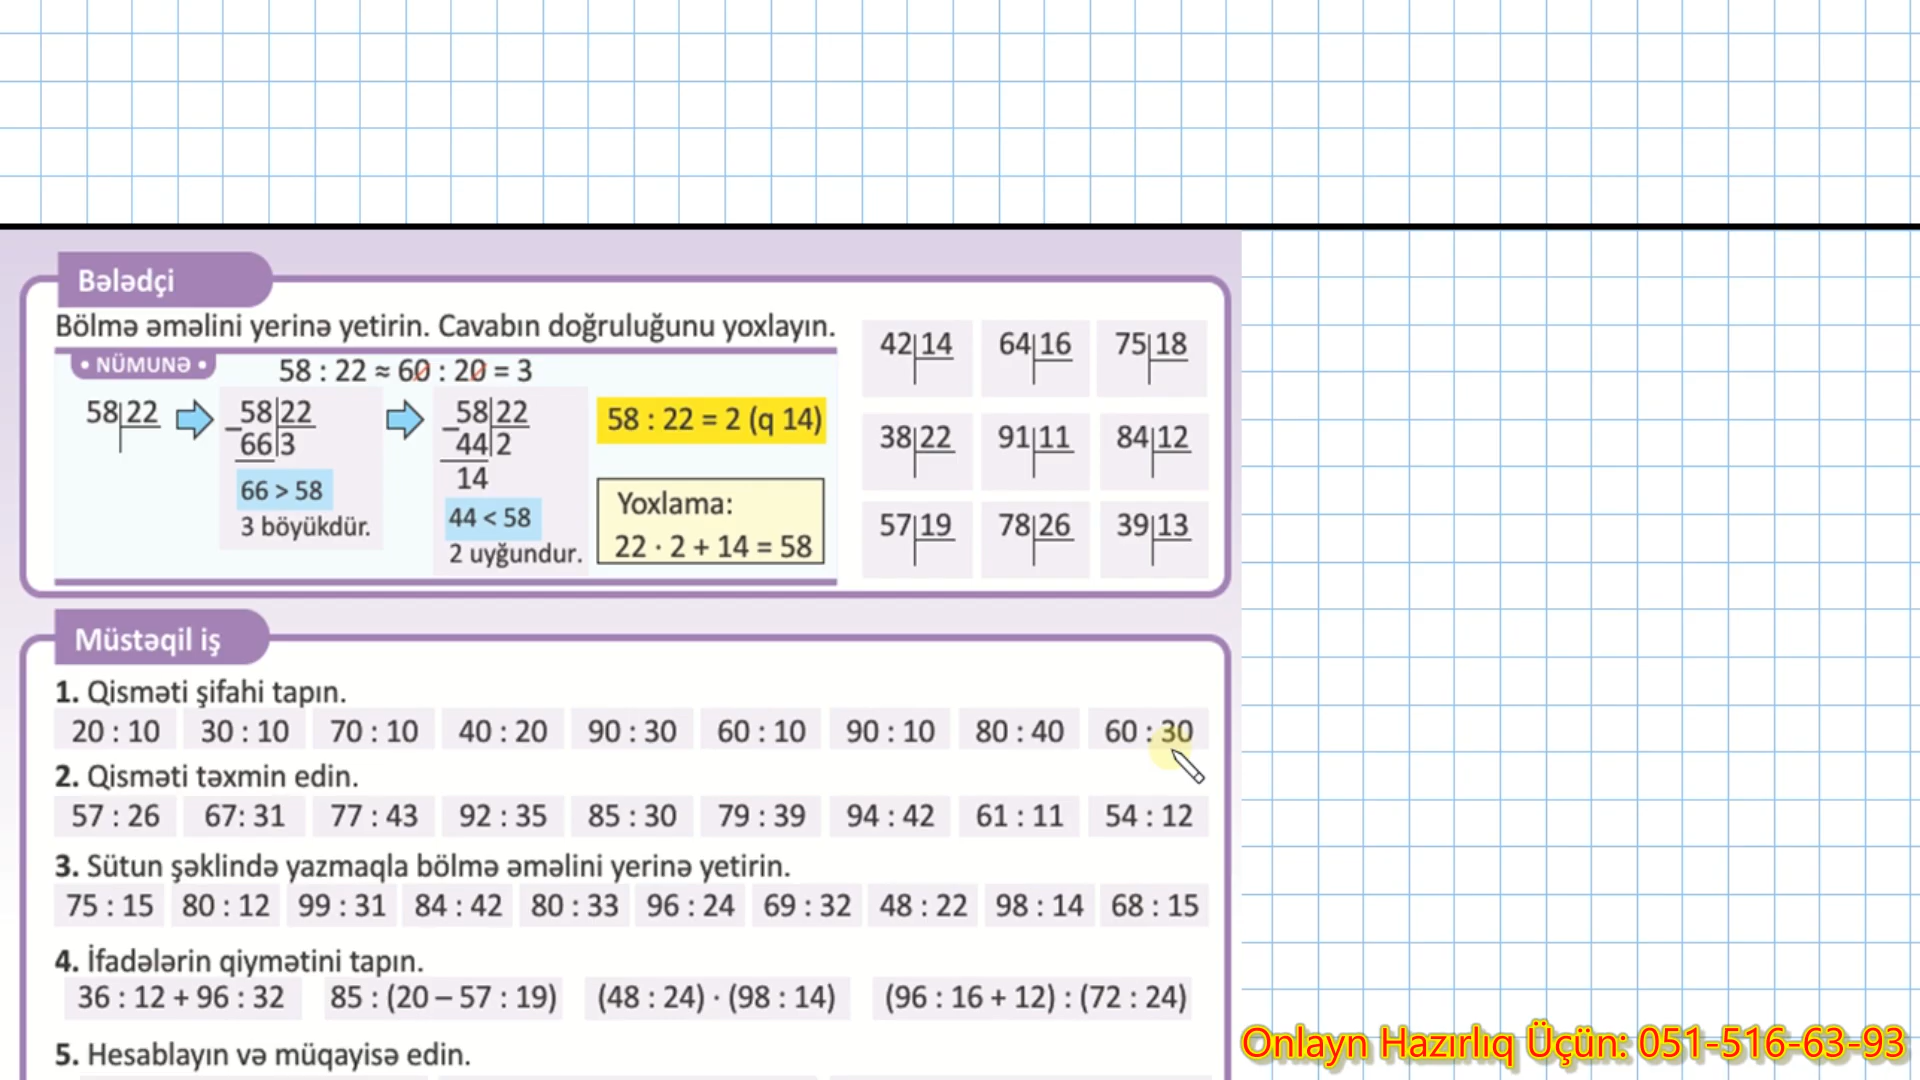 Bələdçi
Bölmə əməlini yerinə yetirin. Cavabın doğruluğunu yoxlayın.
• NÜMUNƏ •
58 : 22 ≈ 60 : 20 = 3
58 22
58 22
– 66 3
66 > 58
3 böyükdür.
58 22
– 44 2
14
44 < 58
2 uyğundur.
58 : 22 = 2 (q 14)
Yoxlama:
22 · 2 + 14 = 58
42 14 64 16 75 18
38 22 91 11 84 12
57 19 78 26 39 13
Müstəqil iş
1. Qisməti şifahi tapın.
20 : 10 30 : 10 70 : 10 40 : 20 90 : 30 60 : 10 90 : 10 80 : 40 60 : 30
2. Qisməti təxmin edin.
57 : 26 67: 31 77 : 43 92 : 35 85 : 30 79 : 39 94 : 42 61 : 11 54 : 12
3. Sütun şəklində yazmaqla bölmə əməlini yerinə yetirin.
75 : 15 80 : 12 99 : 31 84 : 42 80 : 33 96 : 24 69 : 32 48 : 22 98 : 14 68 : 15
4. İfadələrin qiymətini tapın.
36 : 12 + 96 : 32 85 : (20 – 57 : 19) (48 : 24) · (98 : 14) (96 : 16 + 12) : (72 : 24)
5. Hesablayın və müqayisə edin.
Onlayn Hazırlıq Üçün: 051-516-63-93